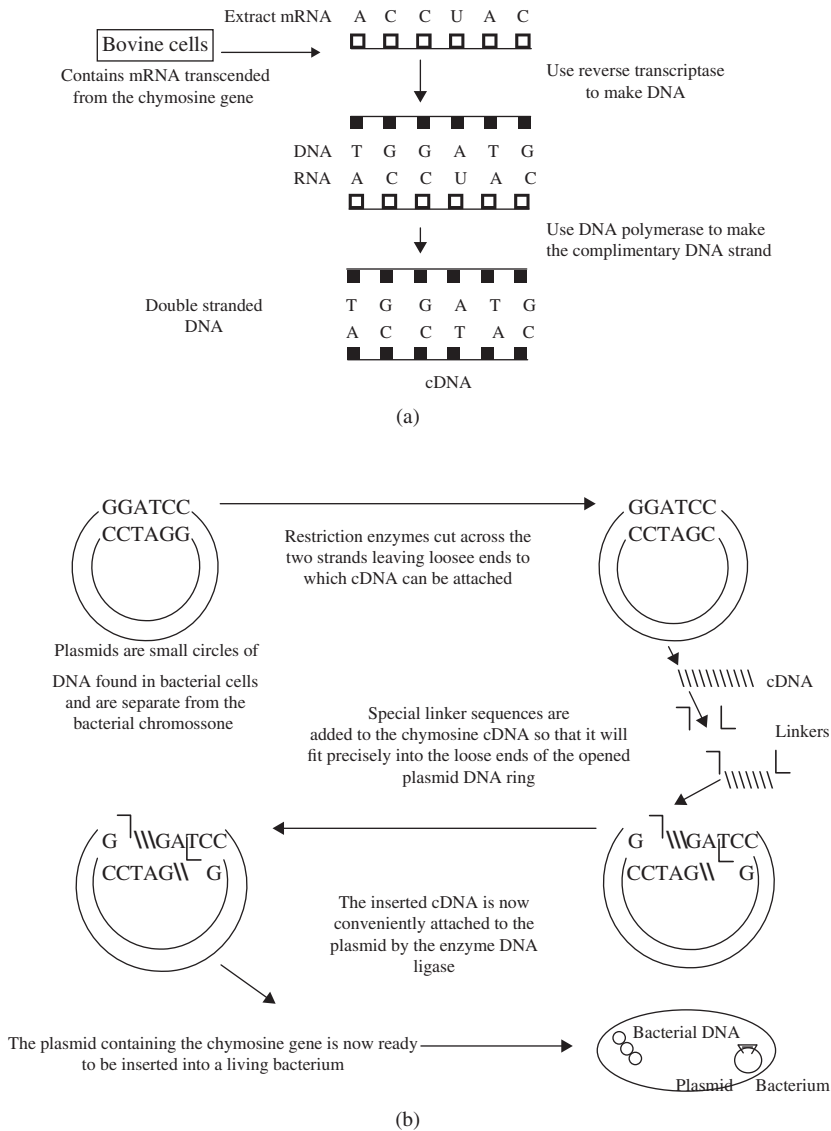 Extract mRNA A C C U A C
Bovine cells
Contains mRNA transcended
from the chymosine gene
Use reverse transcriptase
to make DNA
DNA T G G A T G
RNA A C C U A C
Use DNA polymerase to make
the complimentary DNA strand
Double stranded
DNA
T G G A T G
A C C T A C
cDNA
(a)
GGATCC
CCTAGG
Restriction enzymes cut across the
two strands leaving loosee ends to
which cDNA can be attached
GGATCC
CCTAGC
Plasmids are small circles of
DNA found in bacterial cells
and are separate from the
bacterial chromossone
cDNA
Special linker sequences are
added to the chymosine cDNA so that it will
fit precisely into the loose ends of the opened
plasmid DNA ring
Linkers
G GATCC
CCTAG G
G GATCC
CCTAG G
The inserted cDNA is now
conveniently attached to the
plasmid by the enzyme DNA
ligase
The plasmid containing the chymosine gene is now ready
to be inserted into a living bacterium
Bacterial DNA
Plasmid Bacterium
(b)